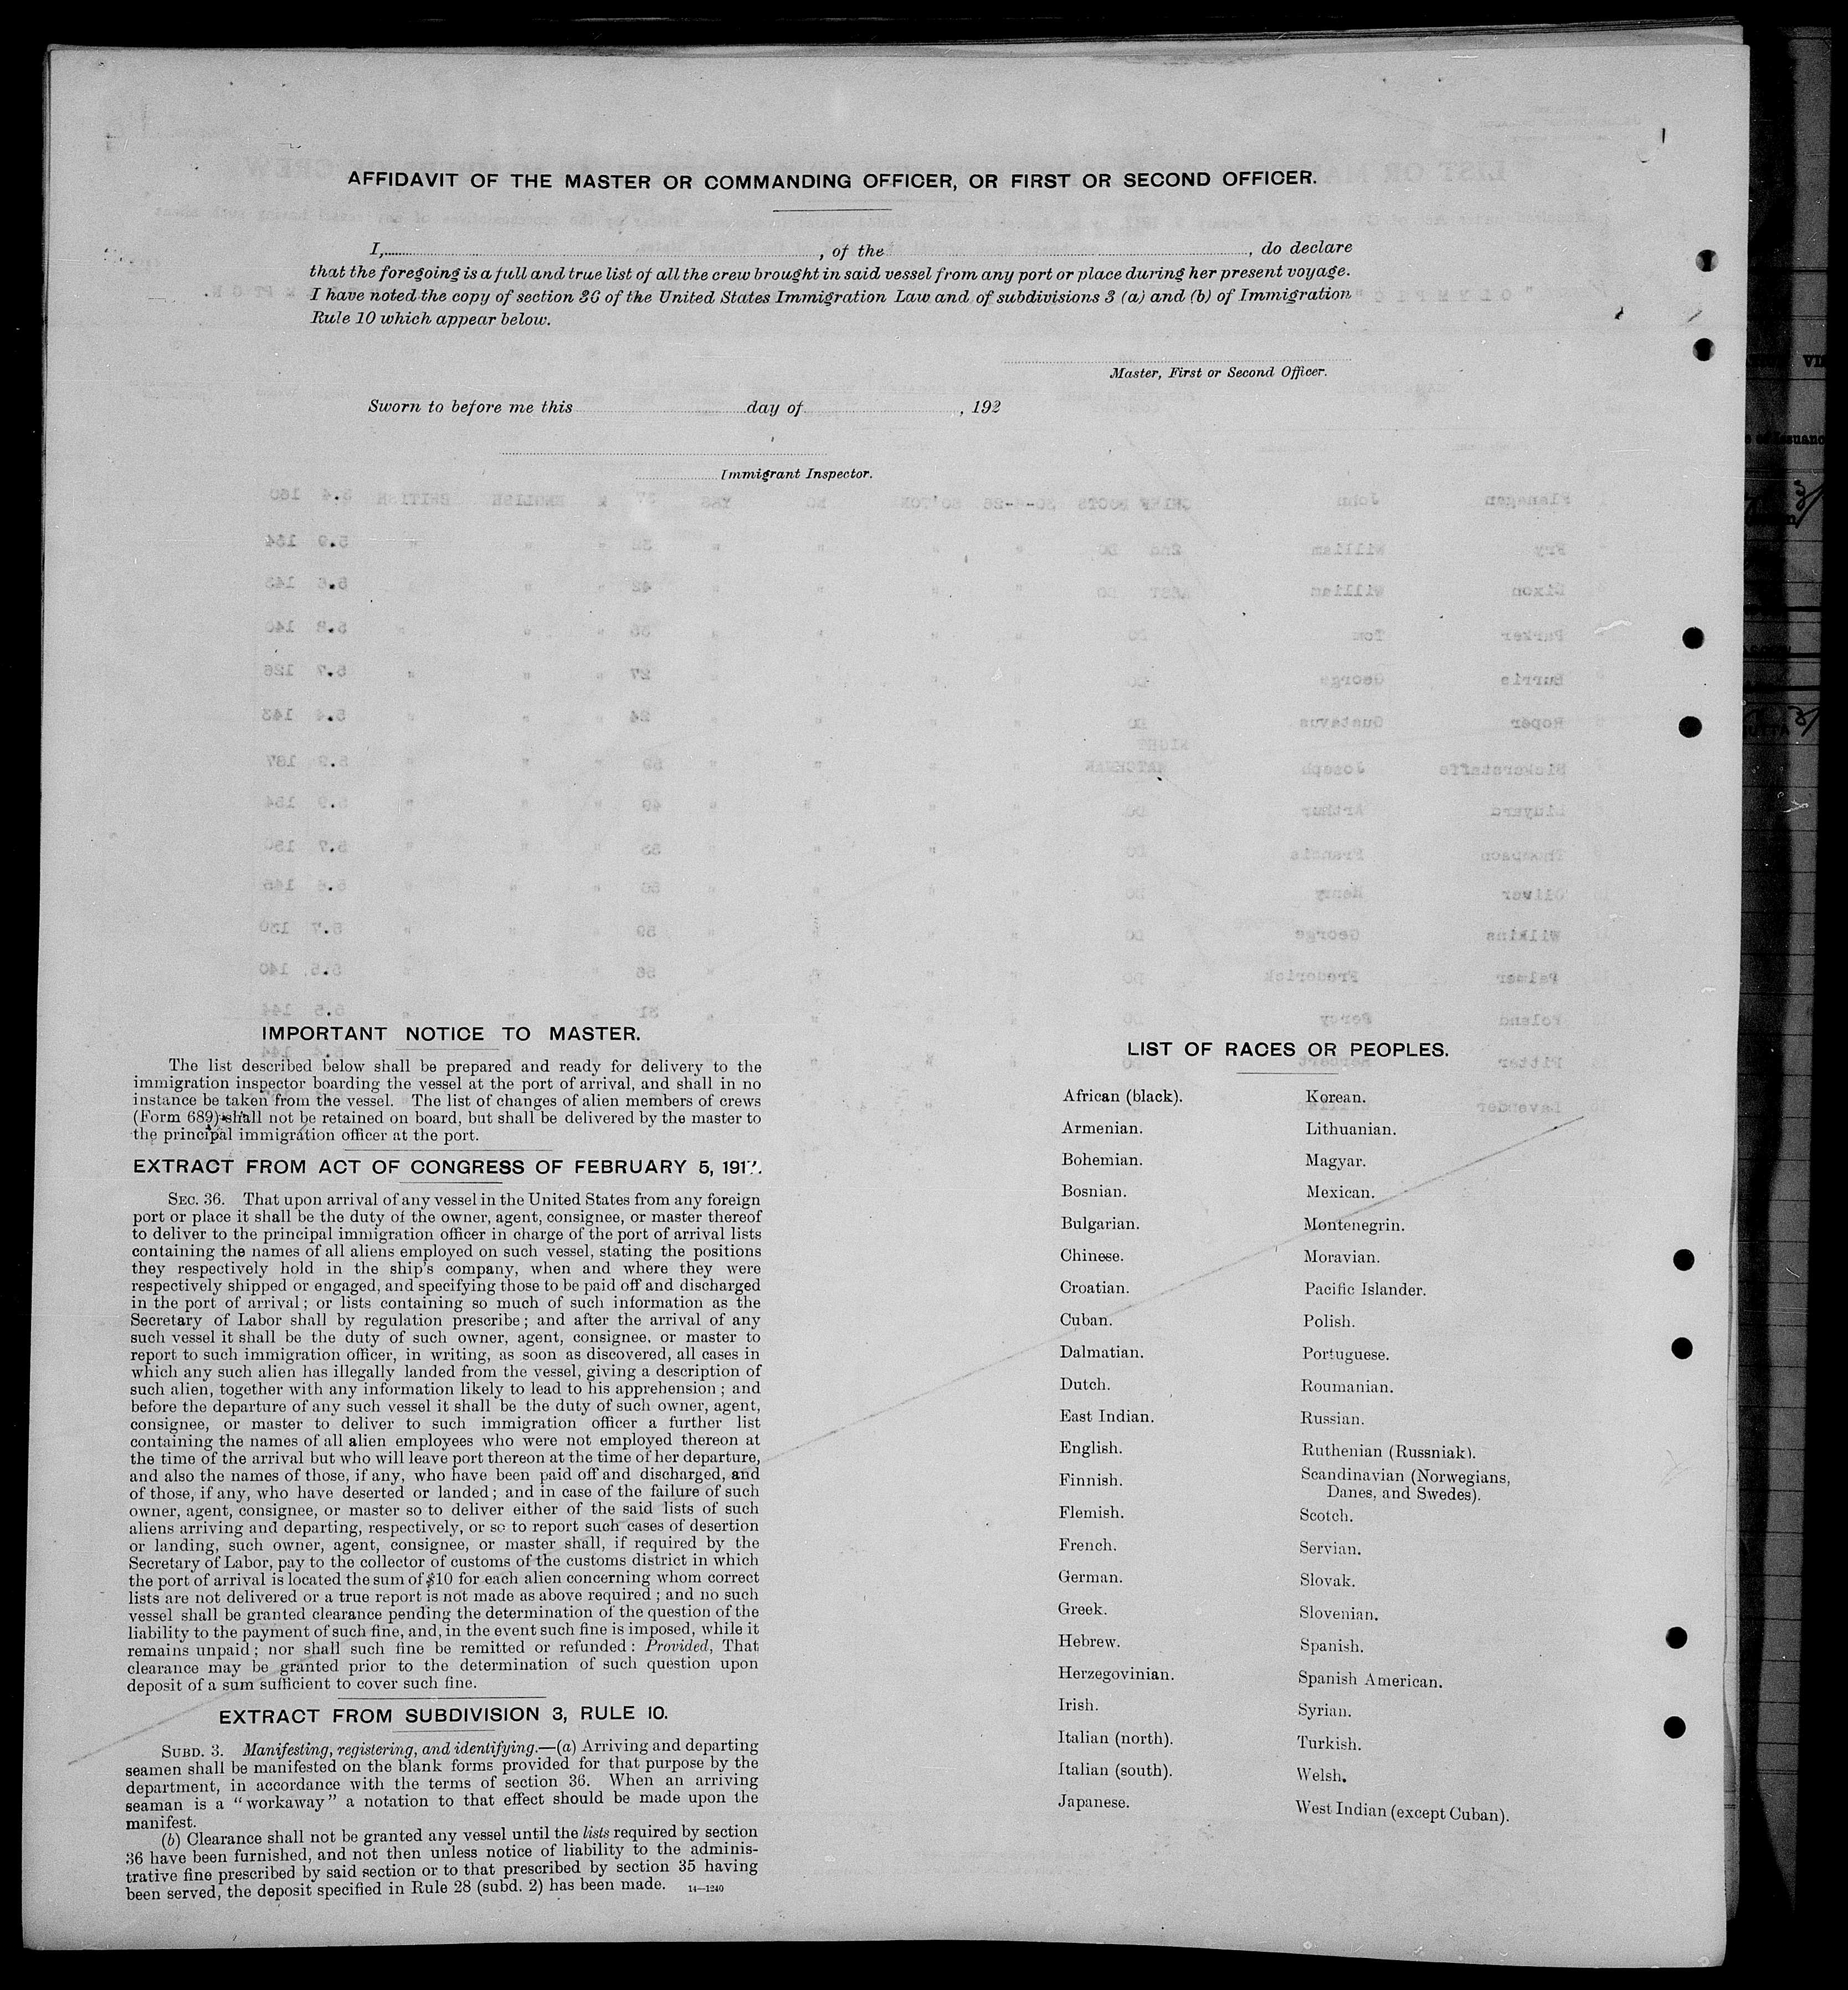 AFFIDAVIT OF THE MASTER OR COMMANDING OFFICER, OR FIRST OR SECOND OFFICER.
I, , of the , do declare
that the foregoing is a full and true list of all the crew brought in said vessel from any port or place during her present voyage.
I have noted the copy of section 36 of the United States Immigration Law and of subdivisions 3 (a) and (b) of Immigration
Rule 10 which appear below.
Master, First or Second Officer.
Sworn to before me this day of , 192
Immigrant Inspector.
IMPORTANT NOTICE TO MASTER.
The list described below shall be prepared and ready for delivery to the
immigration inspector boarding the vessel at the port of arrival, and shall in no
instance be taken from the vessel. The list of changes of alien members of crews
(Form 689) shall not be retained on board, but shall be delivered by the master to
the principal immigration officer at the port.
EXTRACT FROM ACT OF CONGRESS OF FEBRUARY 5, 1917.
SEC. 36. That upon arrival of any vessel in the United States from any foreign
port or place it shall be the duty of the owner, agent, consignee, or master thereof
to deliver to the principal immigration officer in charge of the port of arrival lists
containing the names of all aliens employed on such vessel, stating the positions
they respectively hold in the ship's company, when and where they were
respectively shipped or engaged, and specifying those to be paid off and discharged
in the port of arrival; or lists containing so much of such information as the
Secretary of Labor shall by regulation prescribe; and after the arrival of any
such vessel it shall be the duty of such owner, agent, consignee, or master to
report to such immigration officer, in writing, as soon as discovered, all cases in
which any such alien has illegally landed from the vessel, giving a description of
such alien, together with any information likely to lead to his apprehension; and
before the departure of any such vessel it shall be the duty of such owner, agent,
consignee, or master to deliver to such immigration officer a further list
containing the names of all alien employees who were not employed thereon at
the time of the arrival but who will leave port thereon at the time of her departure,
and also the names of those, if any, who have been paid off and discharged, and
of those, if any, who have deserted or landed; and in case of the failure of such
owner, agent, consignee, or master so to deliver either of the said lists of such
aliens arriving and departing, respectively, or so to report such cases of desertion
or landing, such owner, agent, consignee, or master shall, if required by the
Secretary of Labor, pay to the collector of customs of the customs district in which
the port of arrival is located the sum of $10 for each alien concerning whom correct
lists are not delivered or a true report is not made as above required; and no such
vessel shall be granted clearance pending the determination of the question of the
liability to the payment of such fine, and, in the event such fine is imposed, while it
remains unpaid; nor shall such fine be remitted or refunded: Provided, That
clearance may be granted prior to the determination of such question upon
deposit of a sum sufficient to cover such fine.
EXTRACT FROM SUBDIVISION 3, RULE 10.
SUBD. 3. Manifesting, registering, and identifying.—(a) Arriving and departing
seamen shall be manifested on the blank forms provided for that purpose by the
department, in accordance with the terms of section 36. When an arriving
seaman is a "workaway" a notation to that effect should be made upon the
manifest.
(b) Clearance shall not be granted any vessel until the lists required by section
36 have been furnished, and not then unless notice of liability to the adminis-
trative fine prescribed by said section or to that prescribed by section 35 having
been served, the deposit specified in Rule 28 (subd. 2) has been made. 14—1240
LIST OF RACES OR PEOPLES.
African (black).
Armenian.
Bohemian.
Bosnian.
Bulgarian.
Chinese.
Croatian.
Cuban.
Dalmatian.
Dutch.
East Indian.
English.
Finnish.
Flemish.
French.
German.
Greek.
Hebrew.
Herzegovinian.
Irish.
Italian (north).
Italian (south).
Japanese.
Korean.
Lithuanian.
Magyar.
Mexican.
Montenegrin.
Moravian.
Pacific Islander.
Polish.
Portuguese.
Roumanian.
Russian.
Ruthenian (Russniak).
Scandinavian (Norwegians,
Danes, and Swedes).
Scotch.
Servian.
Slovak.
Slovenian.
Spanish.
Spanish American.
Syrian.
Turkish.
Welsh.
West Indian (except Cuban).